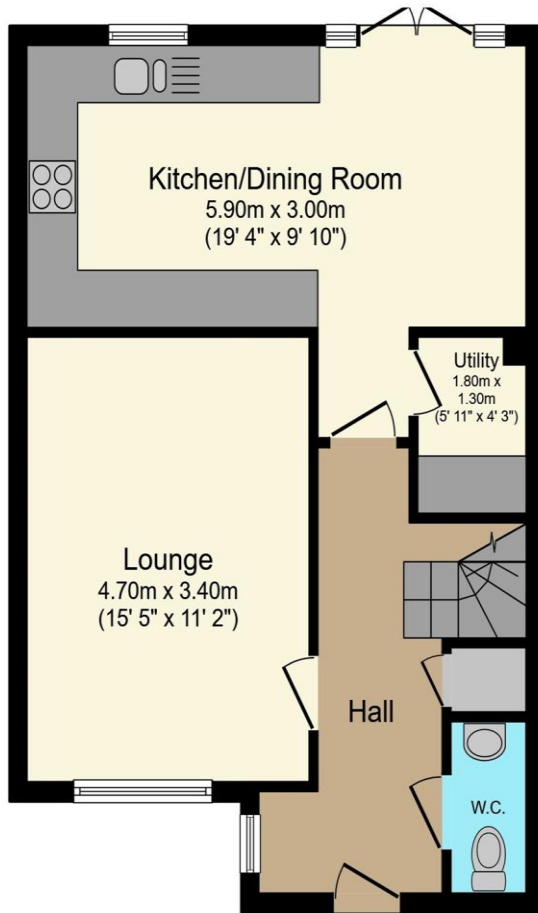 Kitchen/Dining Room
5.90m x 3.00m
(19' 4" x 9' 10")
Utility
1.80m x
1.30m
(5' 11" x 4' 3")
Lounge
4.70m x 3.40m
(15' 5" x 11' 2")
Hall
W.C.